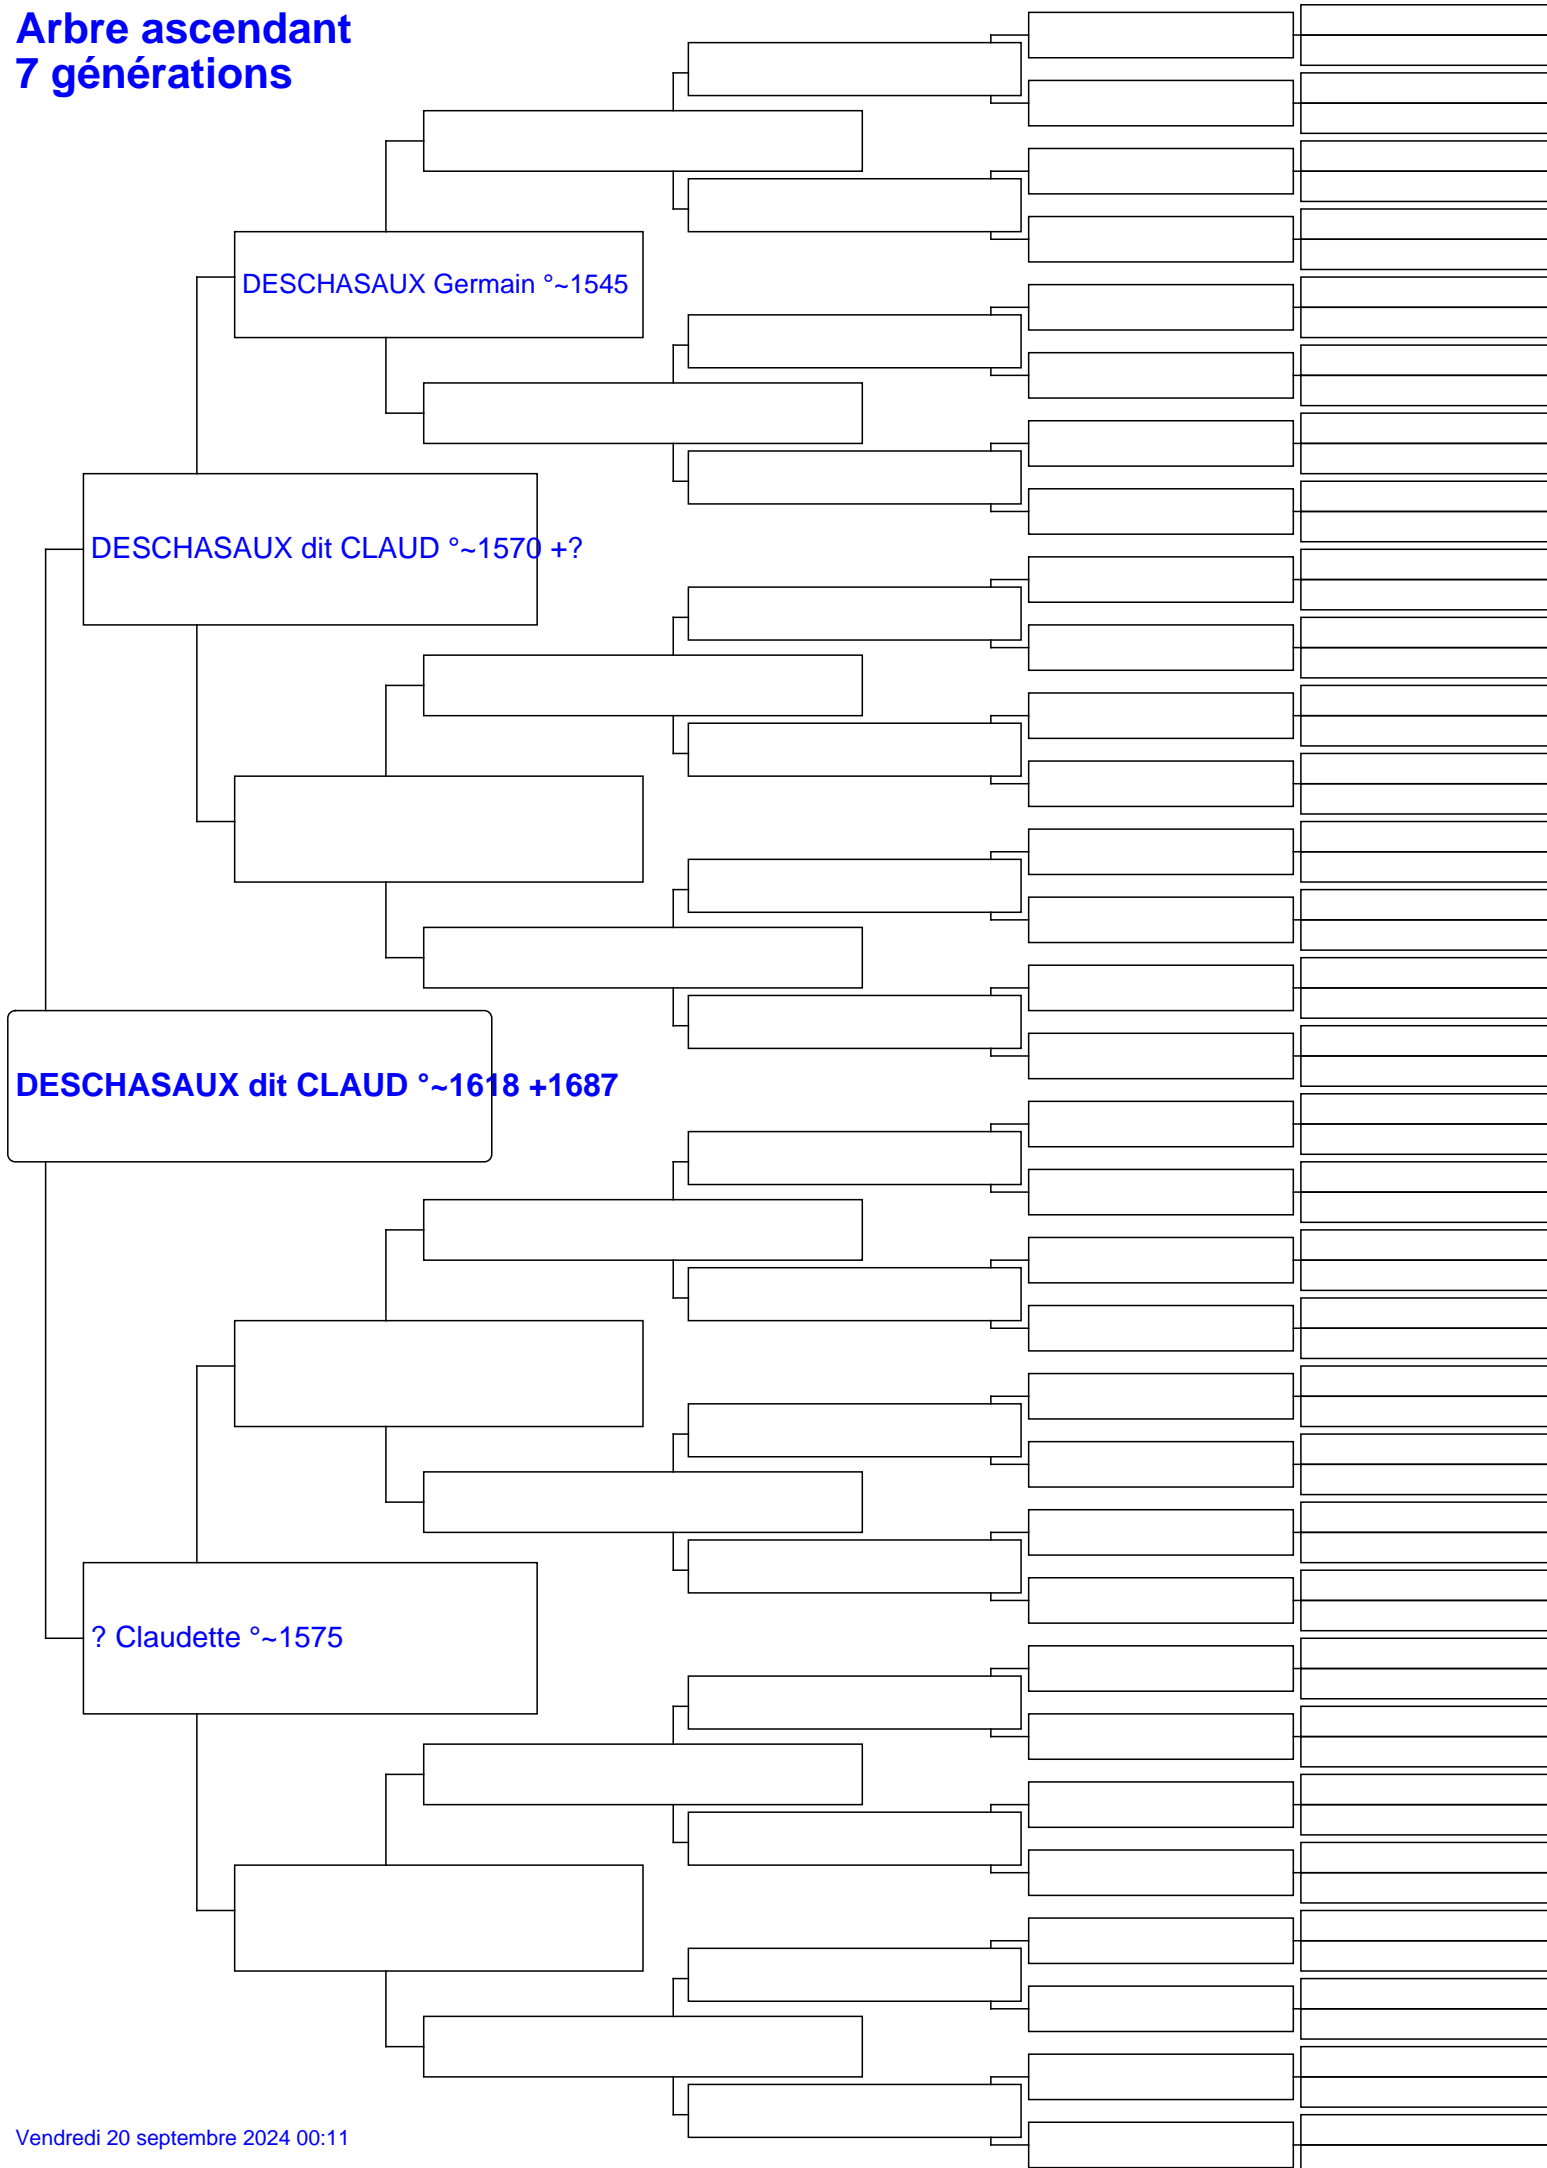 Arbre ascendant
7 générations
DESCHASAUX Germain °~1545
DESCHASAUX dit CLAUD °~1570 +?
DESCHASAUX dit CLAUD °~1618 +1687
? Claudette °~1575
Vendredi 20 septembre 2024 00:11